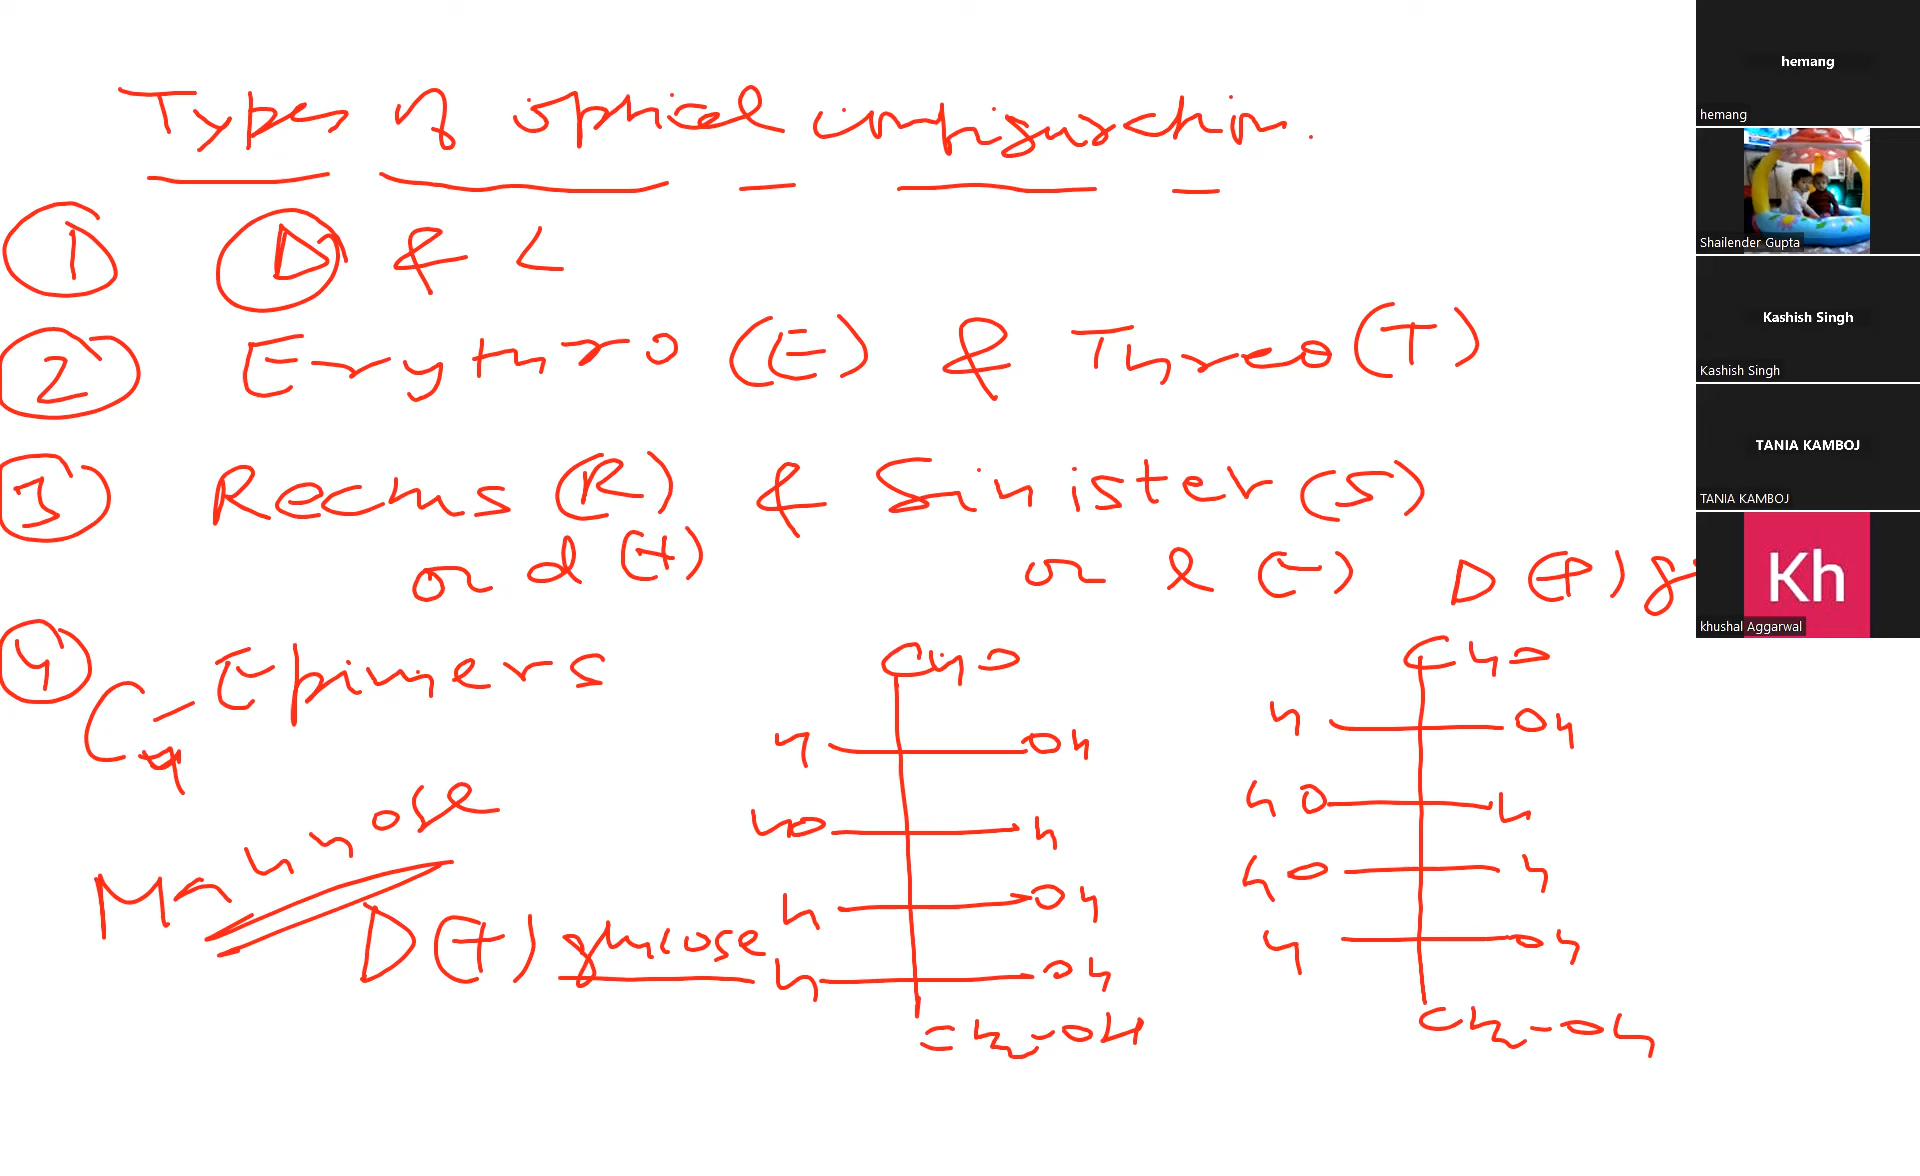 Types of optical configuration.
1 D & L
2 Erythro (E) & Threo (T)
3 Rectus (R) & Sinister (S)
or d (+) or l (-) D (+) g
4 C4 - Epimers
Mannose
D (+) glucose
CHO
H OH
HO H
H OH
H OH
CH2-OH
CHO
H OH
HO H
HO H
H OH
CH2-OH
hemang
hemang
Shailender Gupta
Kashish Singh
Kashish Singh
TANIA KAMBOJ
TANIA KAMBOJ
Kh
khushal Aggarwal